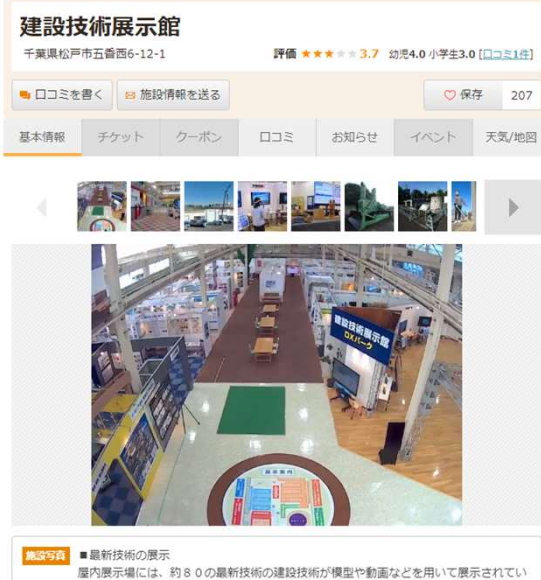 建設技術展示館
千葉県松戸市五香西6-12-1
評価 ★★★★★ 3.7 幼児4.0 小学生3.0 [口コミ1件]
口コミを書く
施設情報を送る
保存 207
基本情報 チケット クーポン 口コミ お知らせ イベント 天気/地図
建設技術展示館
DXパーク
展示案内
施設写真 ■最新技術の展示
屋内展示場には、約80の最新技術の建設技術が模型や動画などを用いて展示されてい